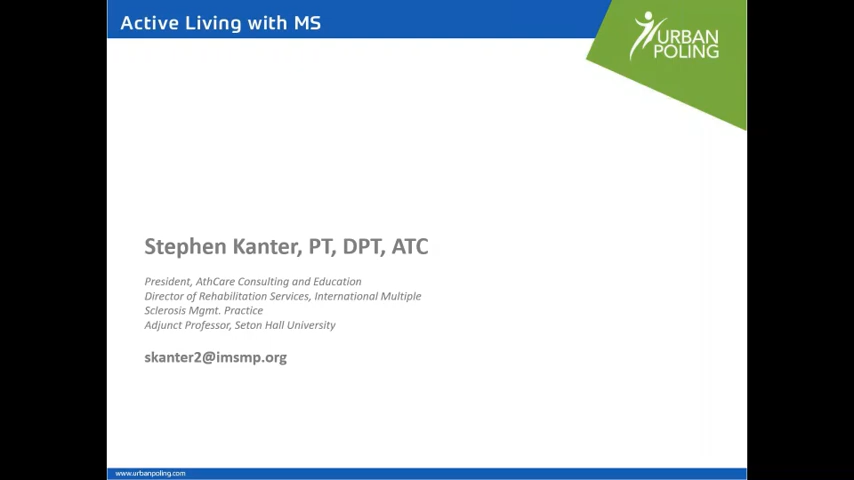 Active Living with MS
URBAN
POLING
Stephen Kanter, PT, DPT, ATC
President, AthCare Consulting and Education
Director of Rehabilitation Services, International Multiple
Sclerosis Mgmt. Practice
Adjunct Professor, Seton Hall University
skanter2@imsmp.org
www.urbanpoling.com